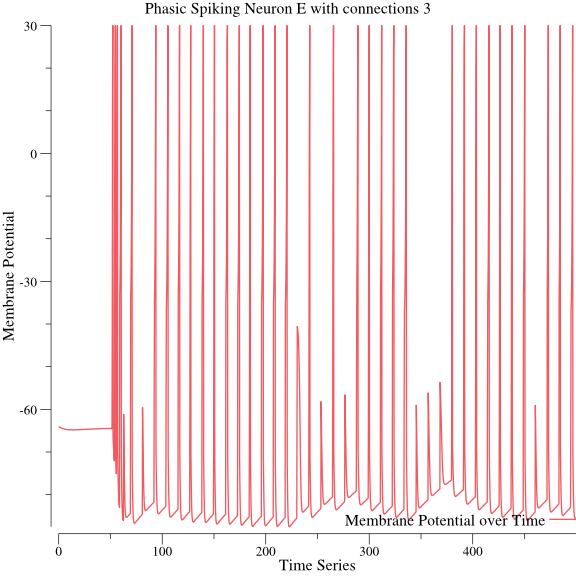 Phasic Spiking Neuron E with connections 3
30
0
-30
-60
Membrane Potential
Membrane Potential over Time
0
100
200
300
400
Time Series